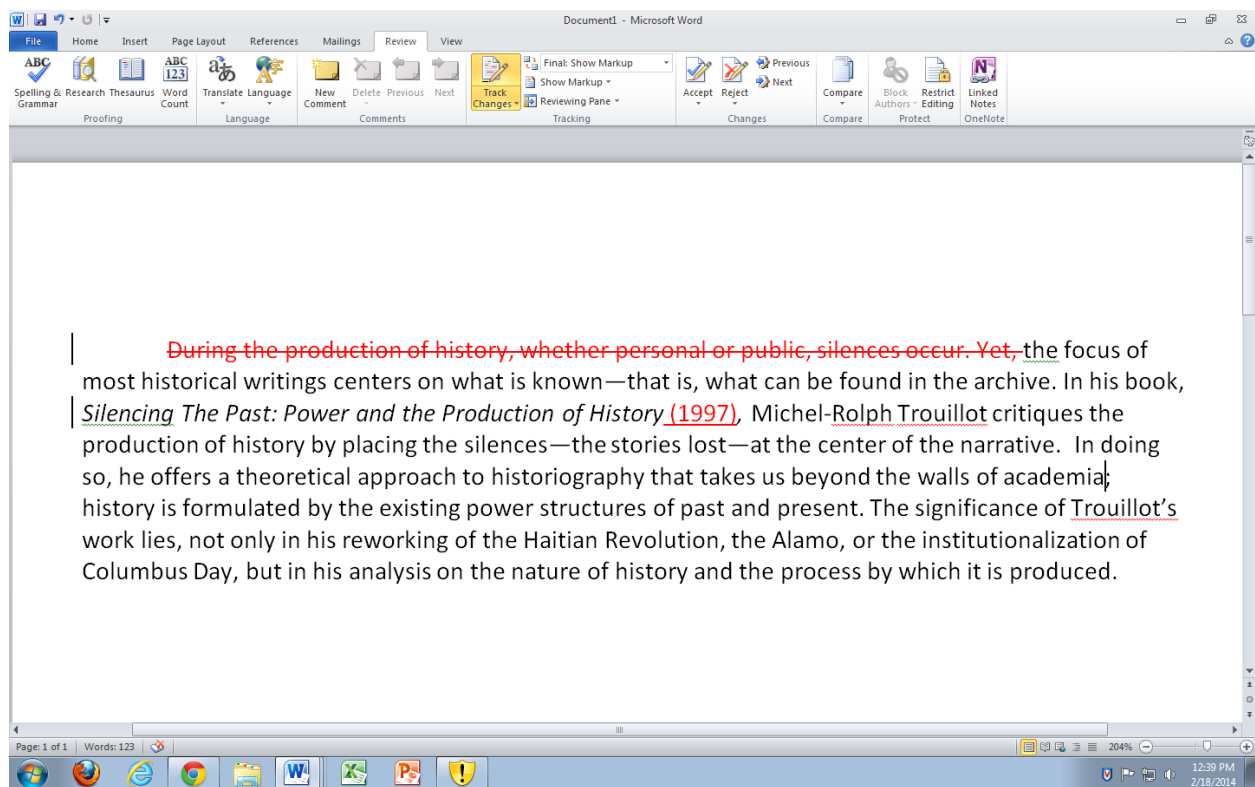 Document1 - Microsoft Word
File Home Insert Page Layout References Mailings Review View
ABC ABC 123
Spelling & Grammar Research Thesaurus Word Count Translate Language New Comment Delete Previous Next Track Changes Final: Show Markup Show Markup Reviewing Pane Accept Reject Previous Next Compare Block Authors Restrict Editing Linked Notes
Proofing Language Comments Tracking Changes Compare Protect OneNote
During the production of history, whether personal or public, silences occur. Yet, the focus of
most historical writings centers on what is known—that is, what can be found in the archive. In his book,
Silencing The Past: Power and the Production of History (1997), Michel-Rolph Trouillot critiques the
production of history by placing the silences—the stories lost—at the center of the narrative.  In doing
so, he offers a theoretical approach to historiography that takes us beyond the walls of academia;
history is formulated by the existing power structures of past and present. The significance of Trouillot's
work lies, not only in his reworking of the Haitian Revolution, the Alamo, or the institutionalization of
Columbus Day, but in his analysis on the nature of history and the process by which it is produced.
Page: 1 of 1 Words: 123 204%
12:39 PM
2/18/2014